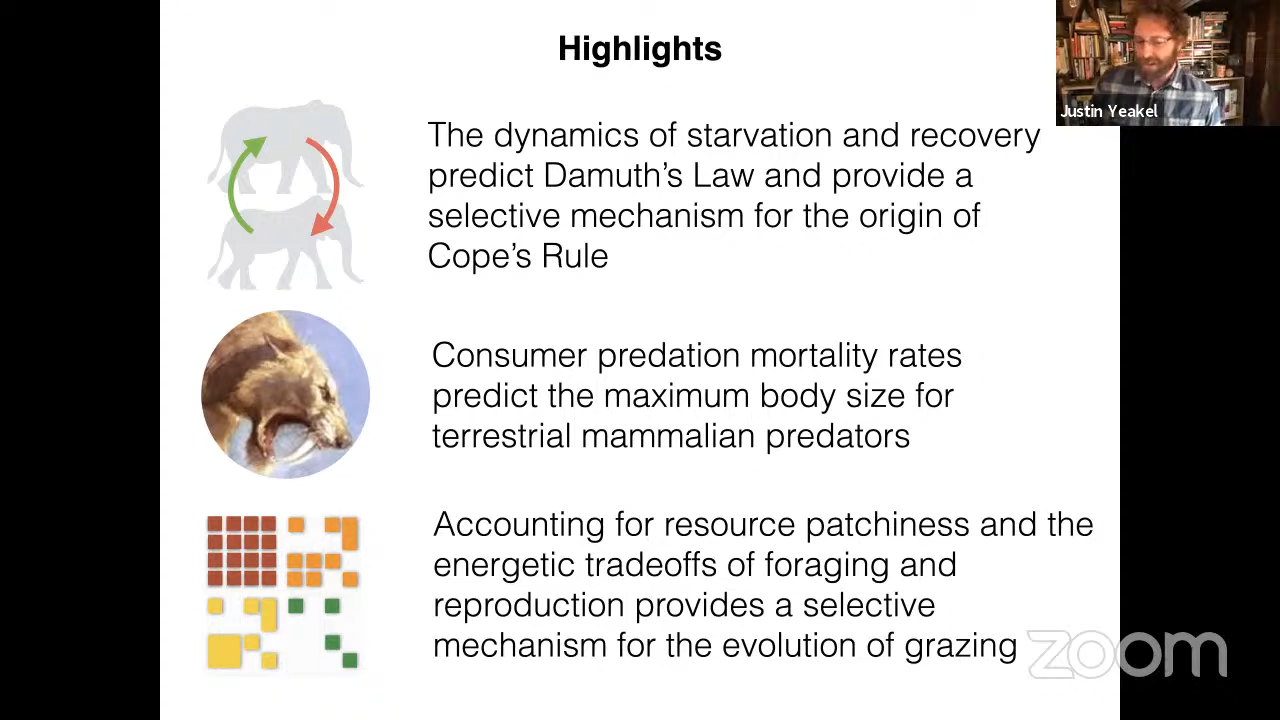 Highlights
Justin Yeakel
The dynamics of starvation and recovery
predict Damuth’s Law and provide a
selective mechanism for the origin of
Cope’s Rule
Consumer predation mortality rates
predict the maximum body size for
terrestrial mammalian predators
Accounting for resource patchiness and the
energetic tradeoffs of foraging and
reproduction provides a selective
mechanism for the evolution of grazing
zoom